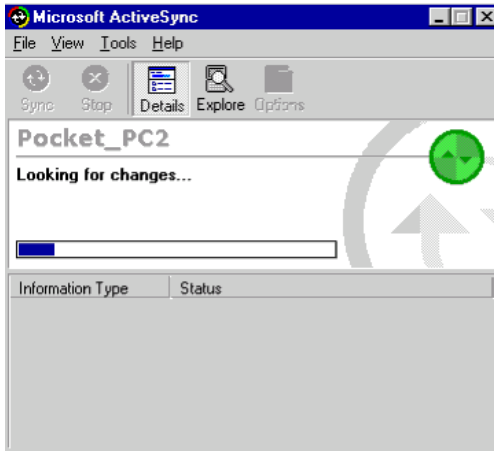 Microsoft ActiveSync
File View Tools Help
Sync Stop Details Explore Options
Pocket_PC2
Looking for changes...
Information Type Status